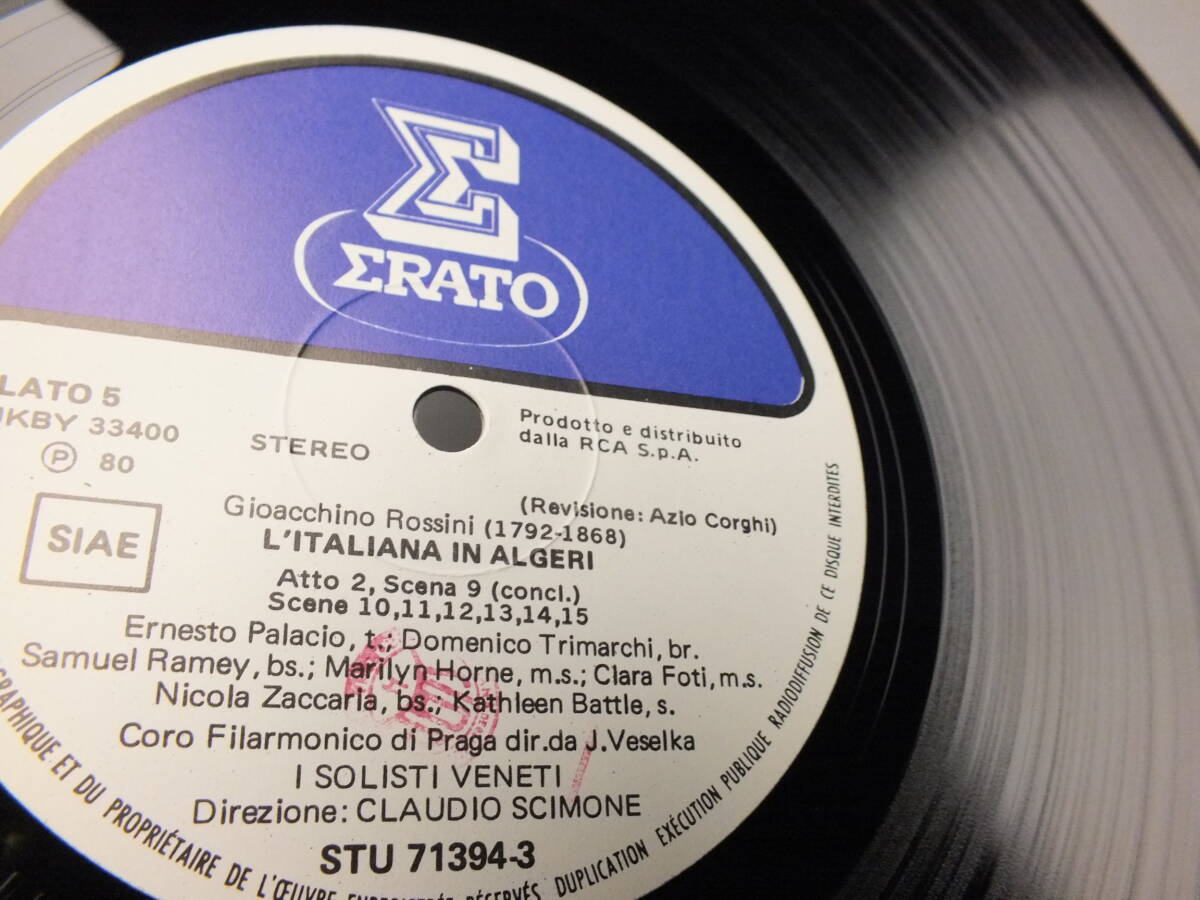 Σ
ΣRATO
LATO 5
KBY 33400
Ⓟ 80
STEREO
Prodotto e distribuito
dalla RCA S.p.A.
SIAE
(Revisione: Azio Corghi)
Gioacchino Rossini (1792-1868)
L'ITALIANA IN ALGERI
Atto 2, Scena 9 (concl.)
Scene 10,11,12,13,14,15
Ernesto Palacio, t.; Domenico Trimarchi, br.
Samuel Ramey, bs.; Marilyn Horne, m.s.; Clara Foti, m.s.
Nicola Zaccaria, bs.; Kathleen Battle, s.
Coro Filarmonico di Praga dir.da J.Veselka
I SOLISTI VENETI
Direzione: CLAUDIO SCIMONE
STU 71394-3
GRAPHIQUE ET DU PROPRIÉTAIRE DE L'ŒUVRE ENREGISTRÉE RÉSERVÉS DUPLICATION EXÉCUTION PUBLIQUE RADIODIFFUSION DE CE DISQUE INTERDITES